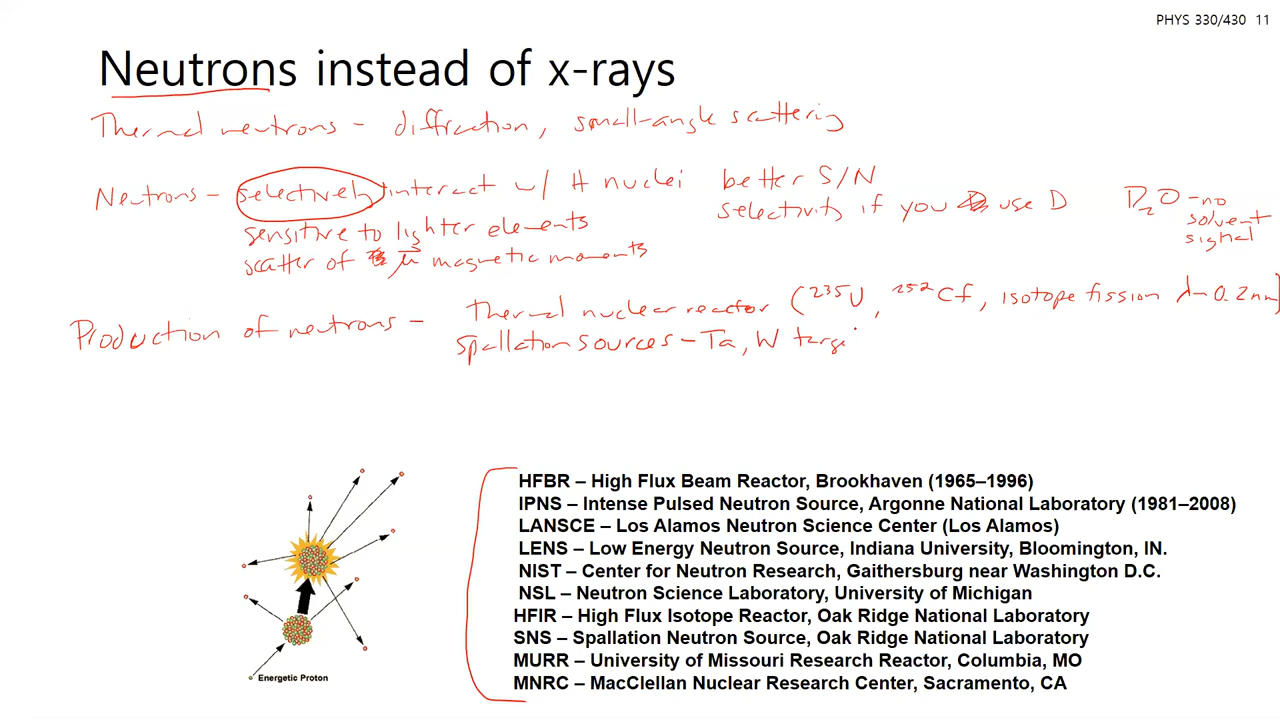 PHYS 330/430 11
Neutrons instead of x-rays
Thermal neutrons - diffraction, small-angle scattering
Neutrons - selectively interact w/ H nuclei better S/N
selectivity if you use D
D2O - no solvent signal
sensitive to lighter elements
scatter of μ magnetic moments
Production of neutrons - Thermal nuclear reactor (²³⁵U, ²⁵²Cf, isotope fission λ=0.2nm)
spallation sources - Ta, W targ
Energetic Proton
HFBR – High Flux Beam Reactor, Brookhaven (1965–1996)
IPNS – Intense Pulsed Neutron Source, Argonne National Laboratory (1981–2008)
LANSCE – Los Alamos Neutron Science Center (Los Alamos)
LENS – Low Energy Neutron Source, Indiana University, Bloomington, IN.
NIST – Center for Neutron Research, Gaithersburg near Washington D.C.
NSL – Neutron Science Laboratory, University of Michigan
HFIR – High Flux Isotope Reactor, Oak Ridge National Laboratory
SNS – Spallation Neutron Source, Oak Ridge National Laboratory
MURR – University of Missouri Research Reactor, Columbia, MO
MNRC – MacClellan Nuclear Research Center, Sacramento, CA